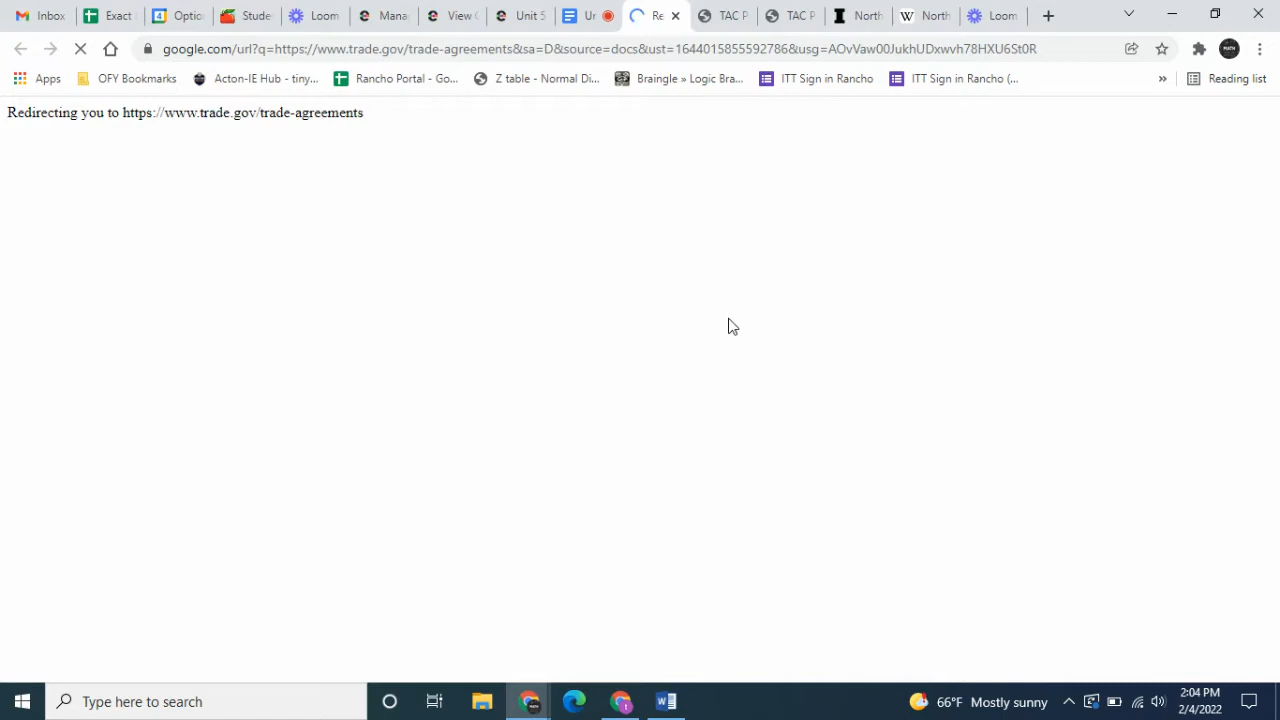 Inbox Exact Optio Stude Loom Mana View C Unit 5 Ur Re TAC P TAC P North North Loom
google.com/url?q=https://www.trade.gov/trade-agreements&sa=D&source=docs&ust=1644015855592786&usg=AOvVaw00JukhUDxwvh78HXU6St0R
Apps OFY Bookmarks Acton-IE Hub - tiny... Rancho Portal - Go... Z table - Normal Di... Braingle » Logic Bra... ITT Sign in Rancho ITT Sign in Rancho (... » Reading list
Redirecting you to https://www.trade.gov/trade-agreements
Type here to search
66°F Mostly sunny
2:04 PM
2/4/2022